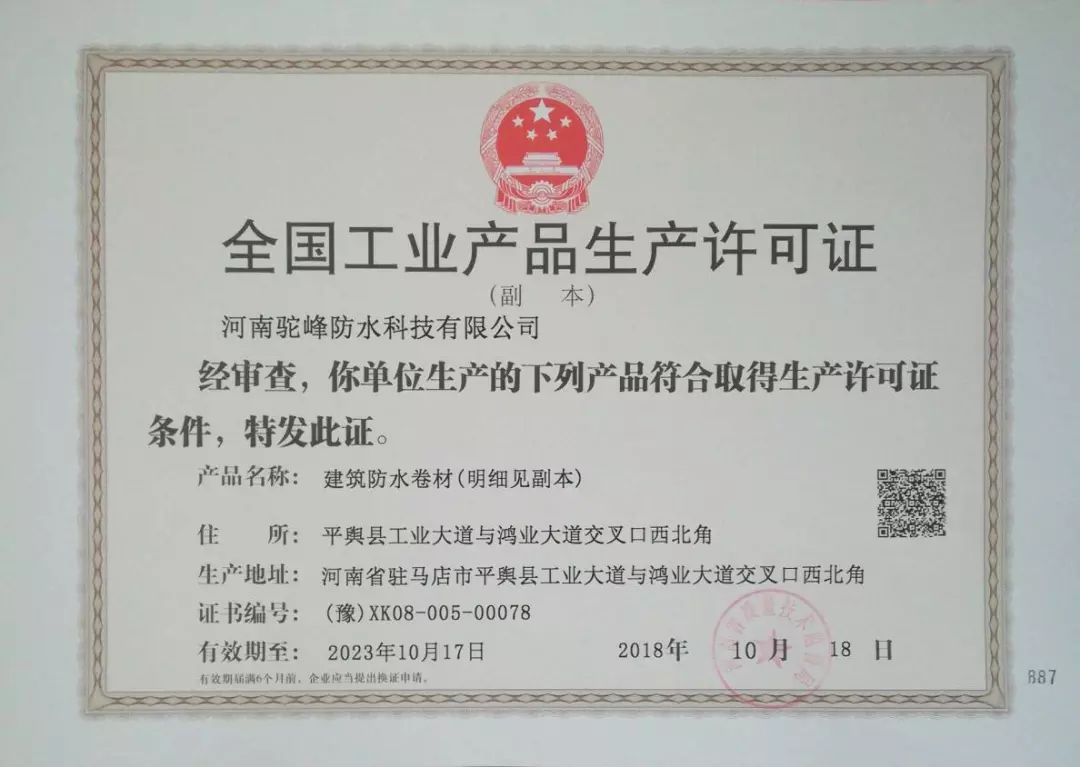 全国工业产品生产许可证
(副 本)
河南驼峰防水科技有限公司
经审查，你单位生产的下列产品符合取得生产许可证
条件，特发此证。
产品名称： 建筑防水卷材(明细见副本)
住 所： 平舆县工业大道与鸿业大道交叉口西北角
生产地址： 河南省驻马店市平舆县工业大道与鸿业大道交叉口西北角
证书编号： (豫)XK08-005-00078
有效期至： 2023年10月17日
2018年 10 月 18 日
有效期届满6个月前，企业应当提出换证申请。
887